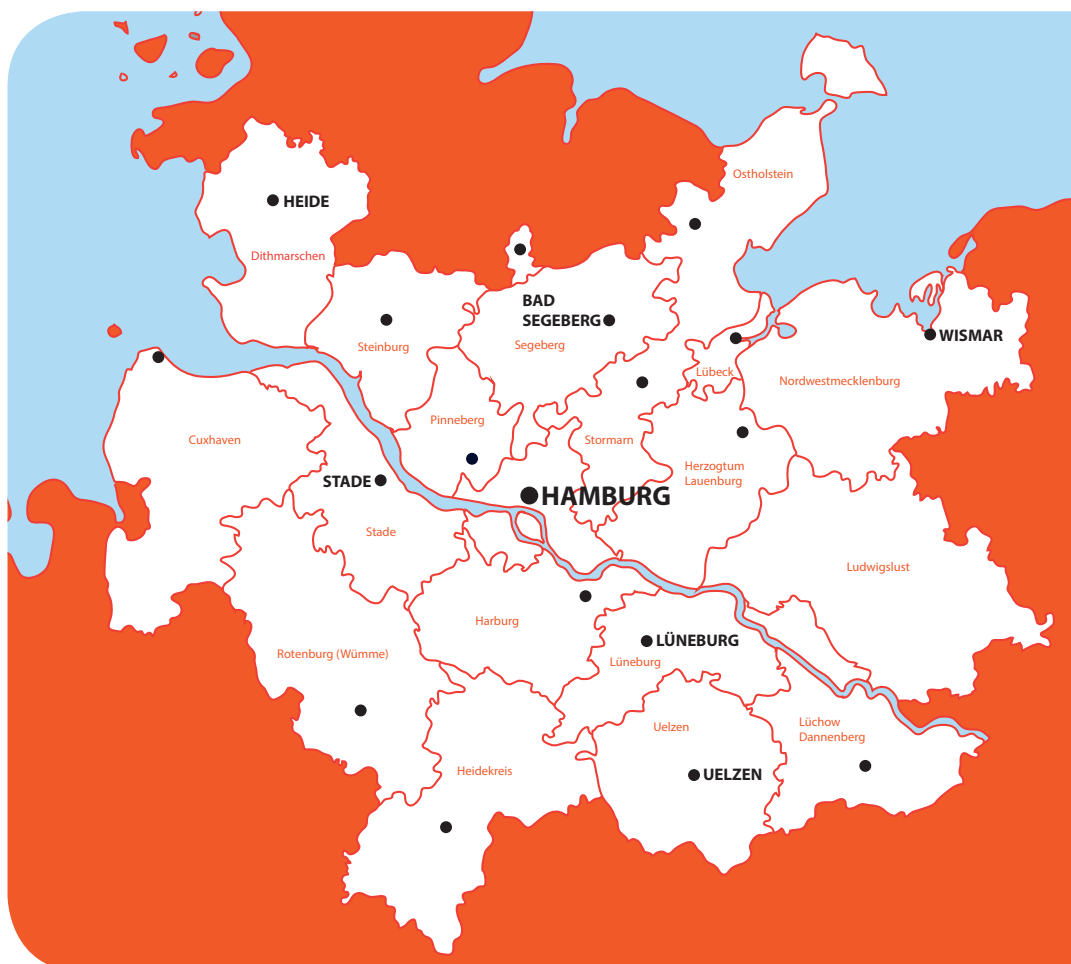 Ostholstein
HEIDE
Dithmarschen
BAD
SEGEBERG
Segeberg
Steinburg
WISMAR
Lübeck
Nordwestmecklenburg
Pinneberg
Cuxhaven
Stormarn
Herzogtum
Lauenburg
STADE
HAMBURG
Stade
Ludwigslust
Harburg
LÜNEBURG
Lüneburg
Rotenburg (Wümme)
Uelzen
Lüchow
Dannenberg
Heidekreis
UELZEN